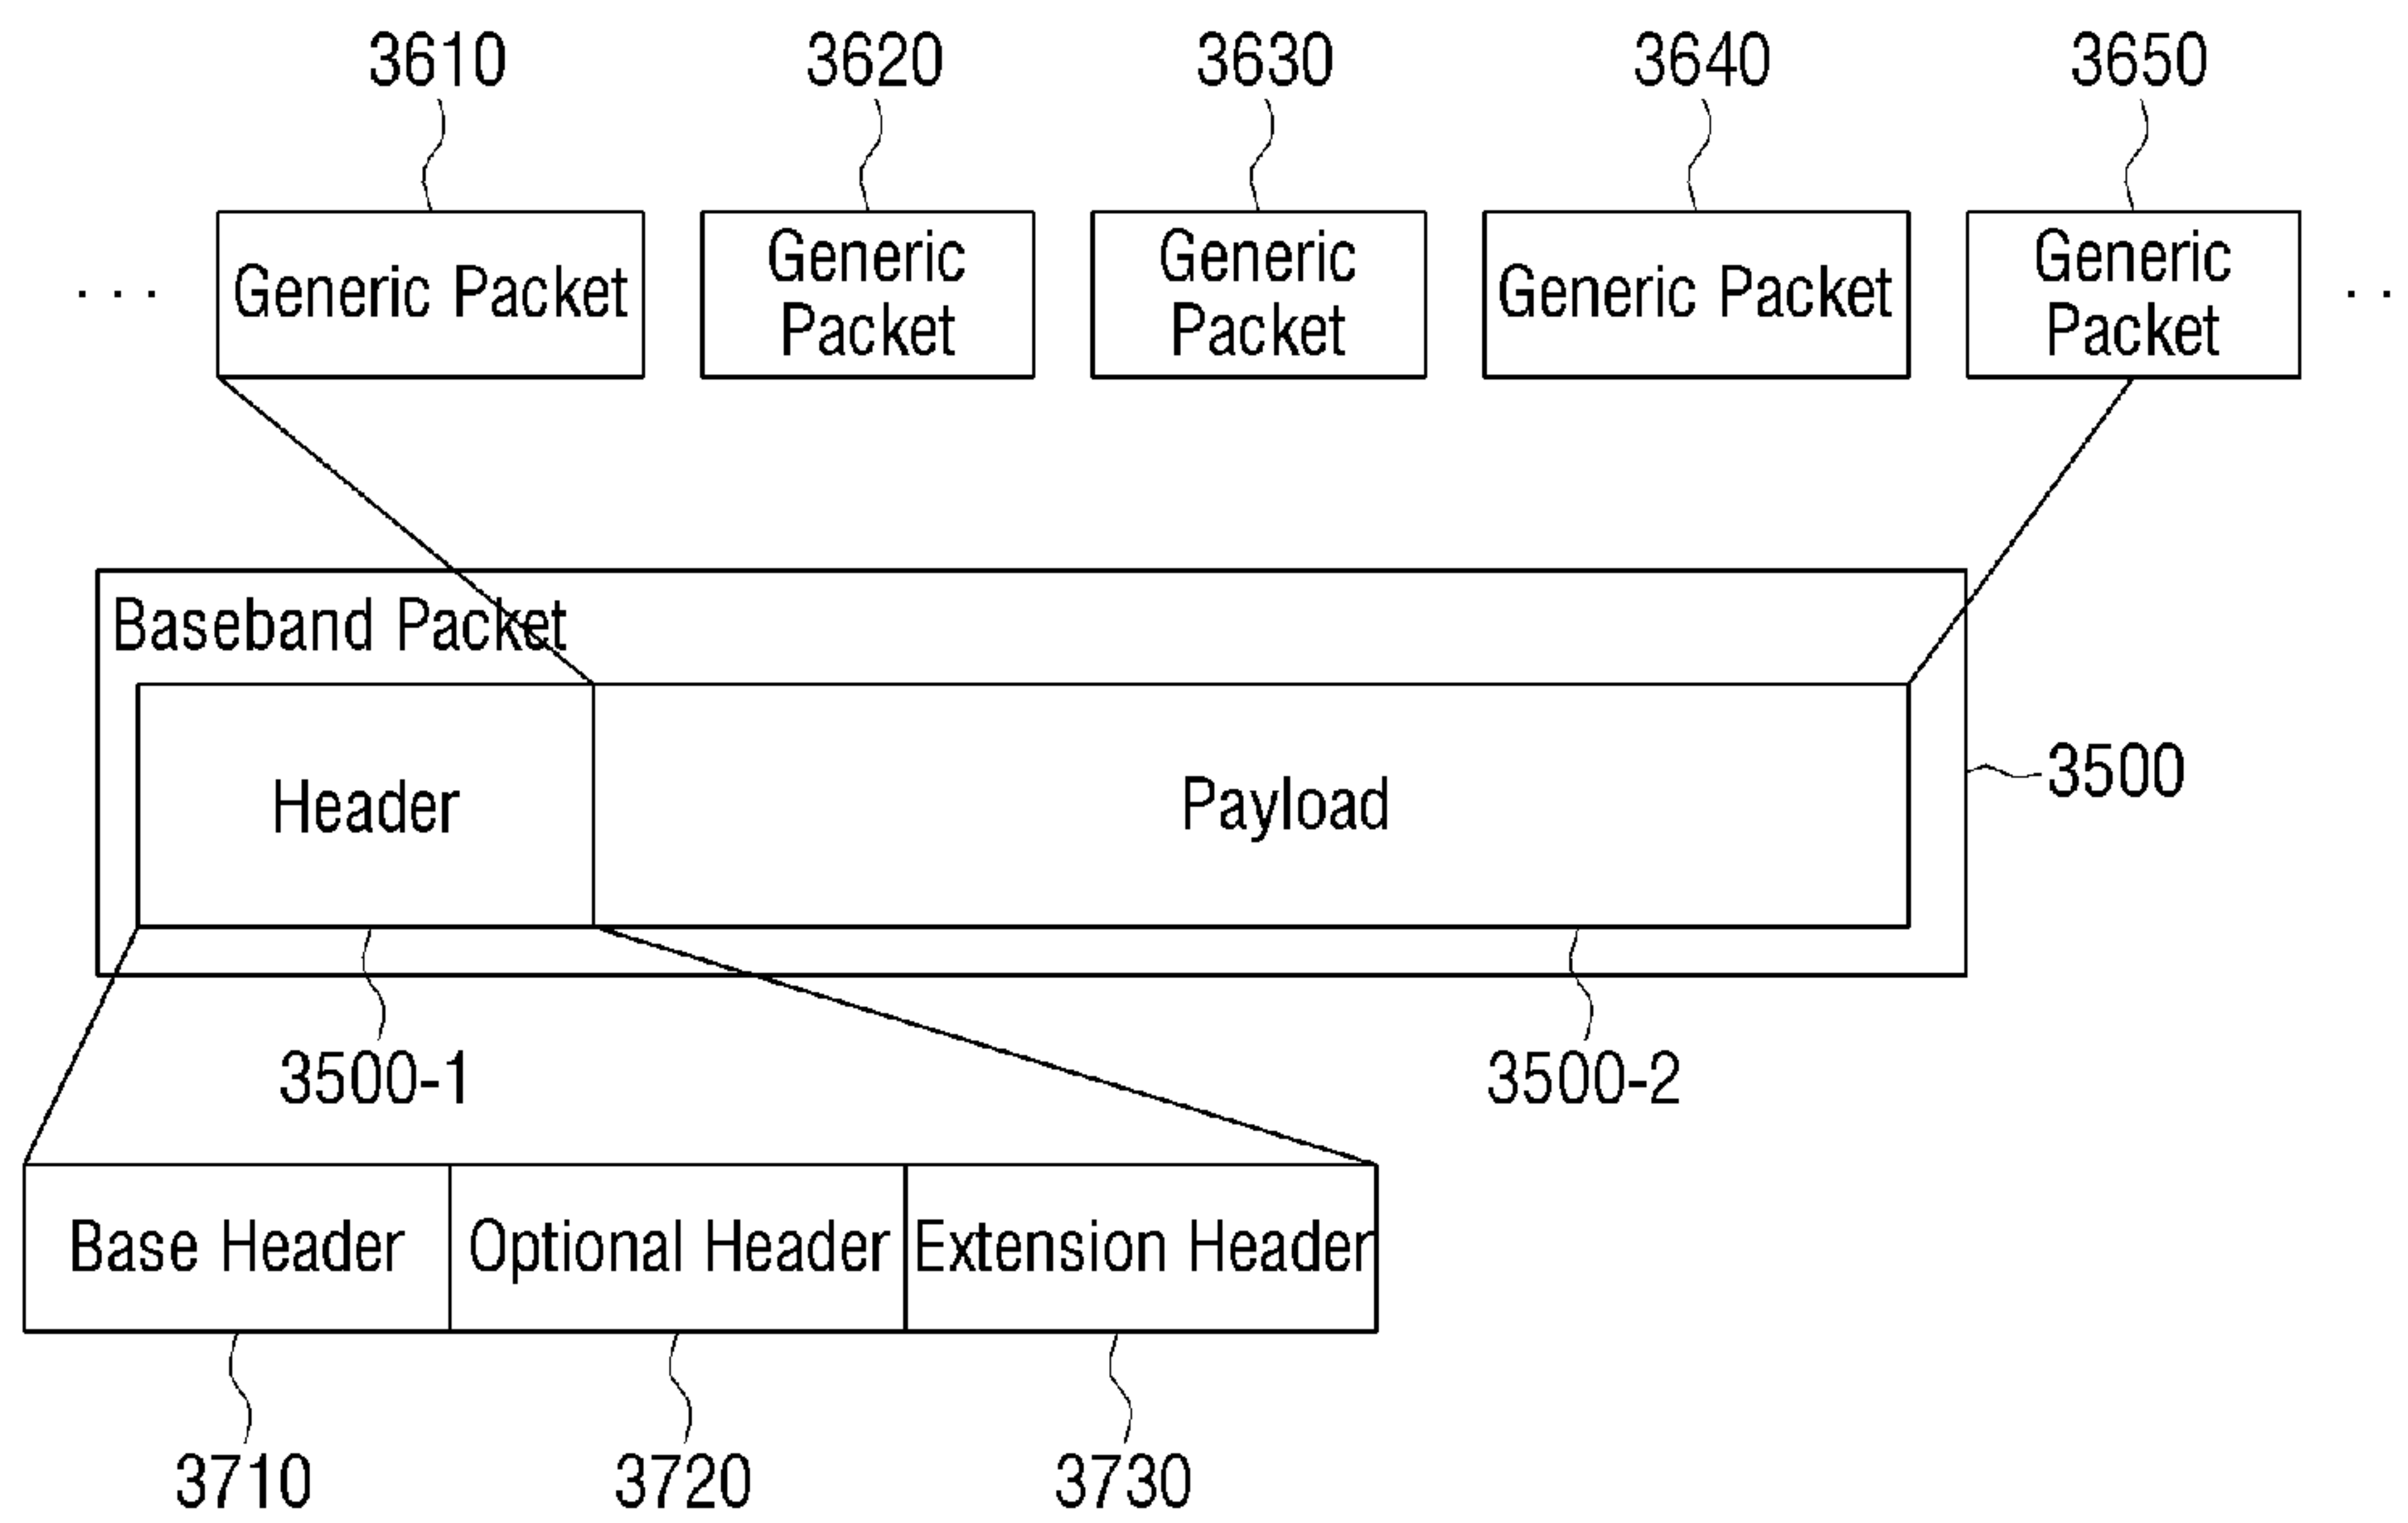 3610 3620 3630 3640 3650
Generic Packet
Generic
Packet
Generic
Packet
Generic Packet
Generic
Packet
. . .
. .
Baseband Packet
Header
Payload
3500
3500-1
3500-2
Base Header
Optional Header
Extension Header
3710 3720 3730